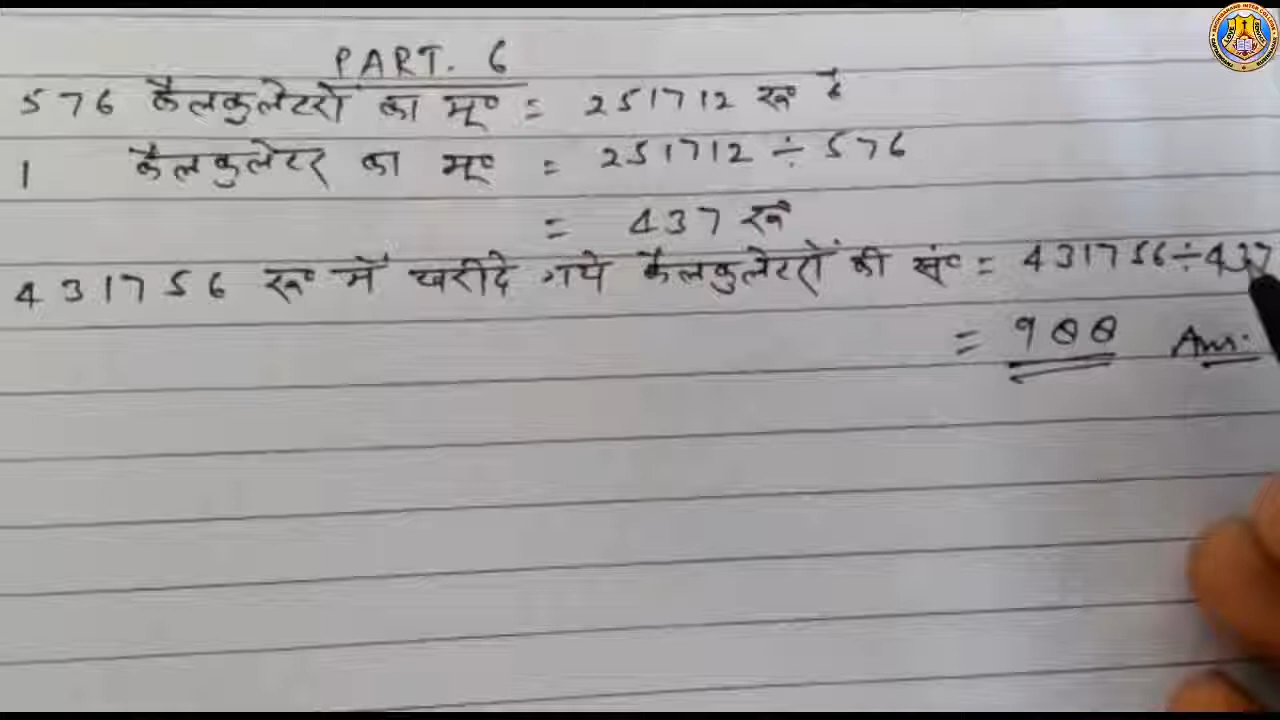 PART. 6
576 कैलकुलेटरों का मू० = 251712 रू० है
1 कैलकुलेटर का मू० = 251712 ÷ 576
= 437 रू०
431756 रू० में खरीदे गये कैलकुलेटरों की सं० = 431756÷437
= 988 Ans.